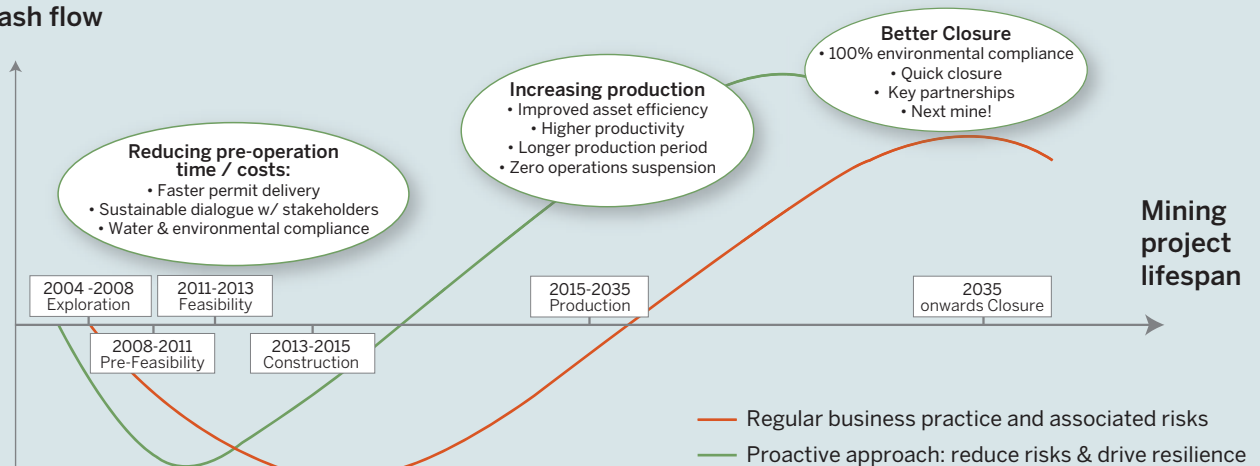 ash flow
Better Closure
• 100% environmental compliance
• Quick closure
• Key partnerships
• Next mine!
Increasing production
• Improved asset efficiency
• Higher productivity
• Longer production period
• Zero operations suspension
Reducing pre-operation
time / costs:
• Faster permit delivery
• Sustainable dialogue w/ stakeholders
• Water & environmental compliance
Mining
project
lifespan
2004 -2008
Exploration
2011-2013
Feasibility
2015-2035
Production
2035
onwards Closure
2008-2011
Pre-Feasibility
2013-2015
Construction
Regular business practice and associated risks
Proactive approach: reduce risks & drive resilience